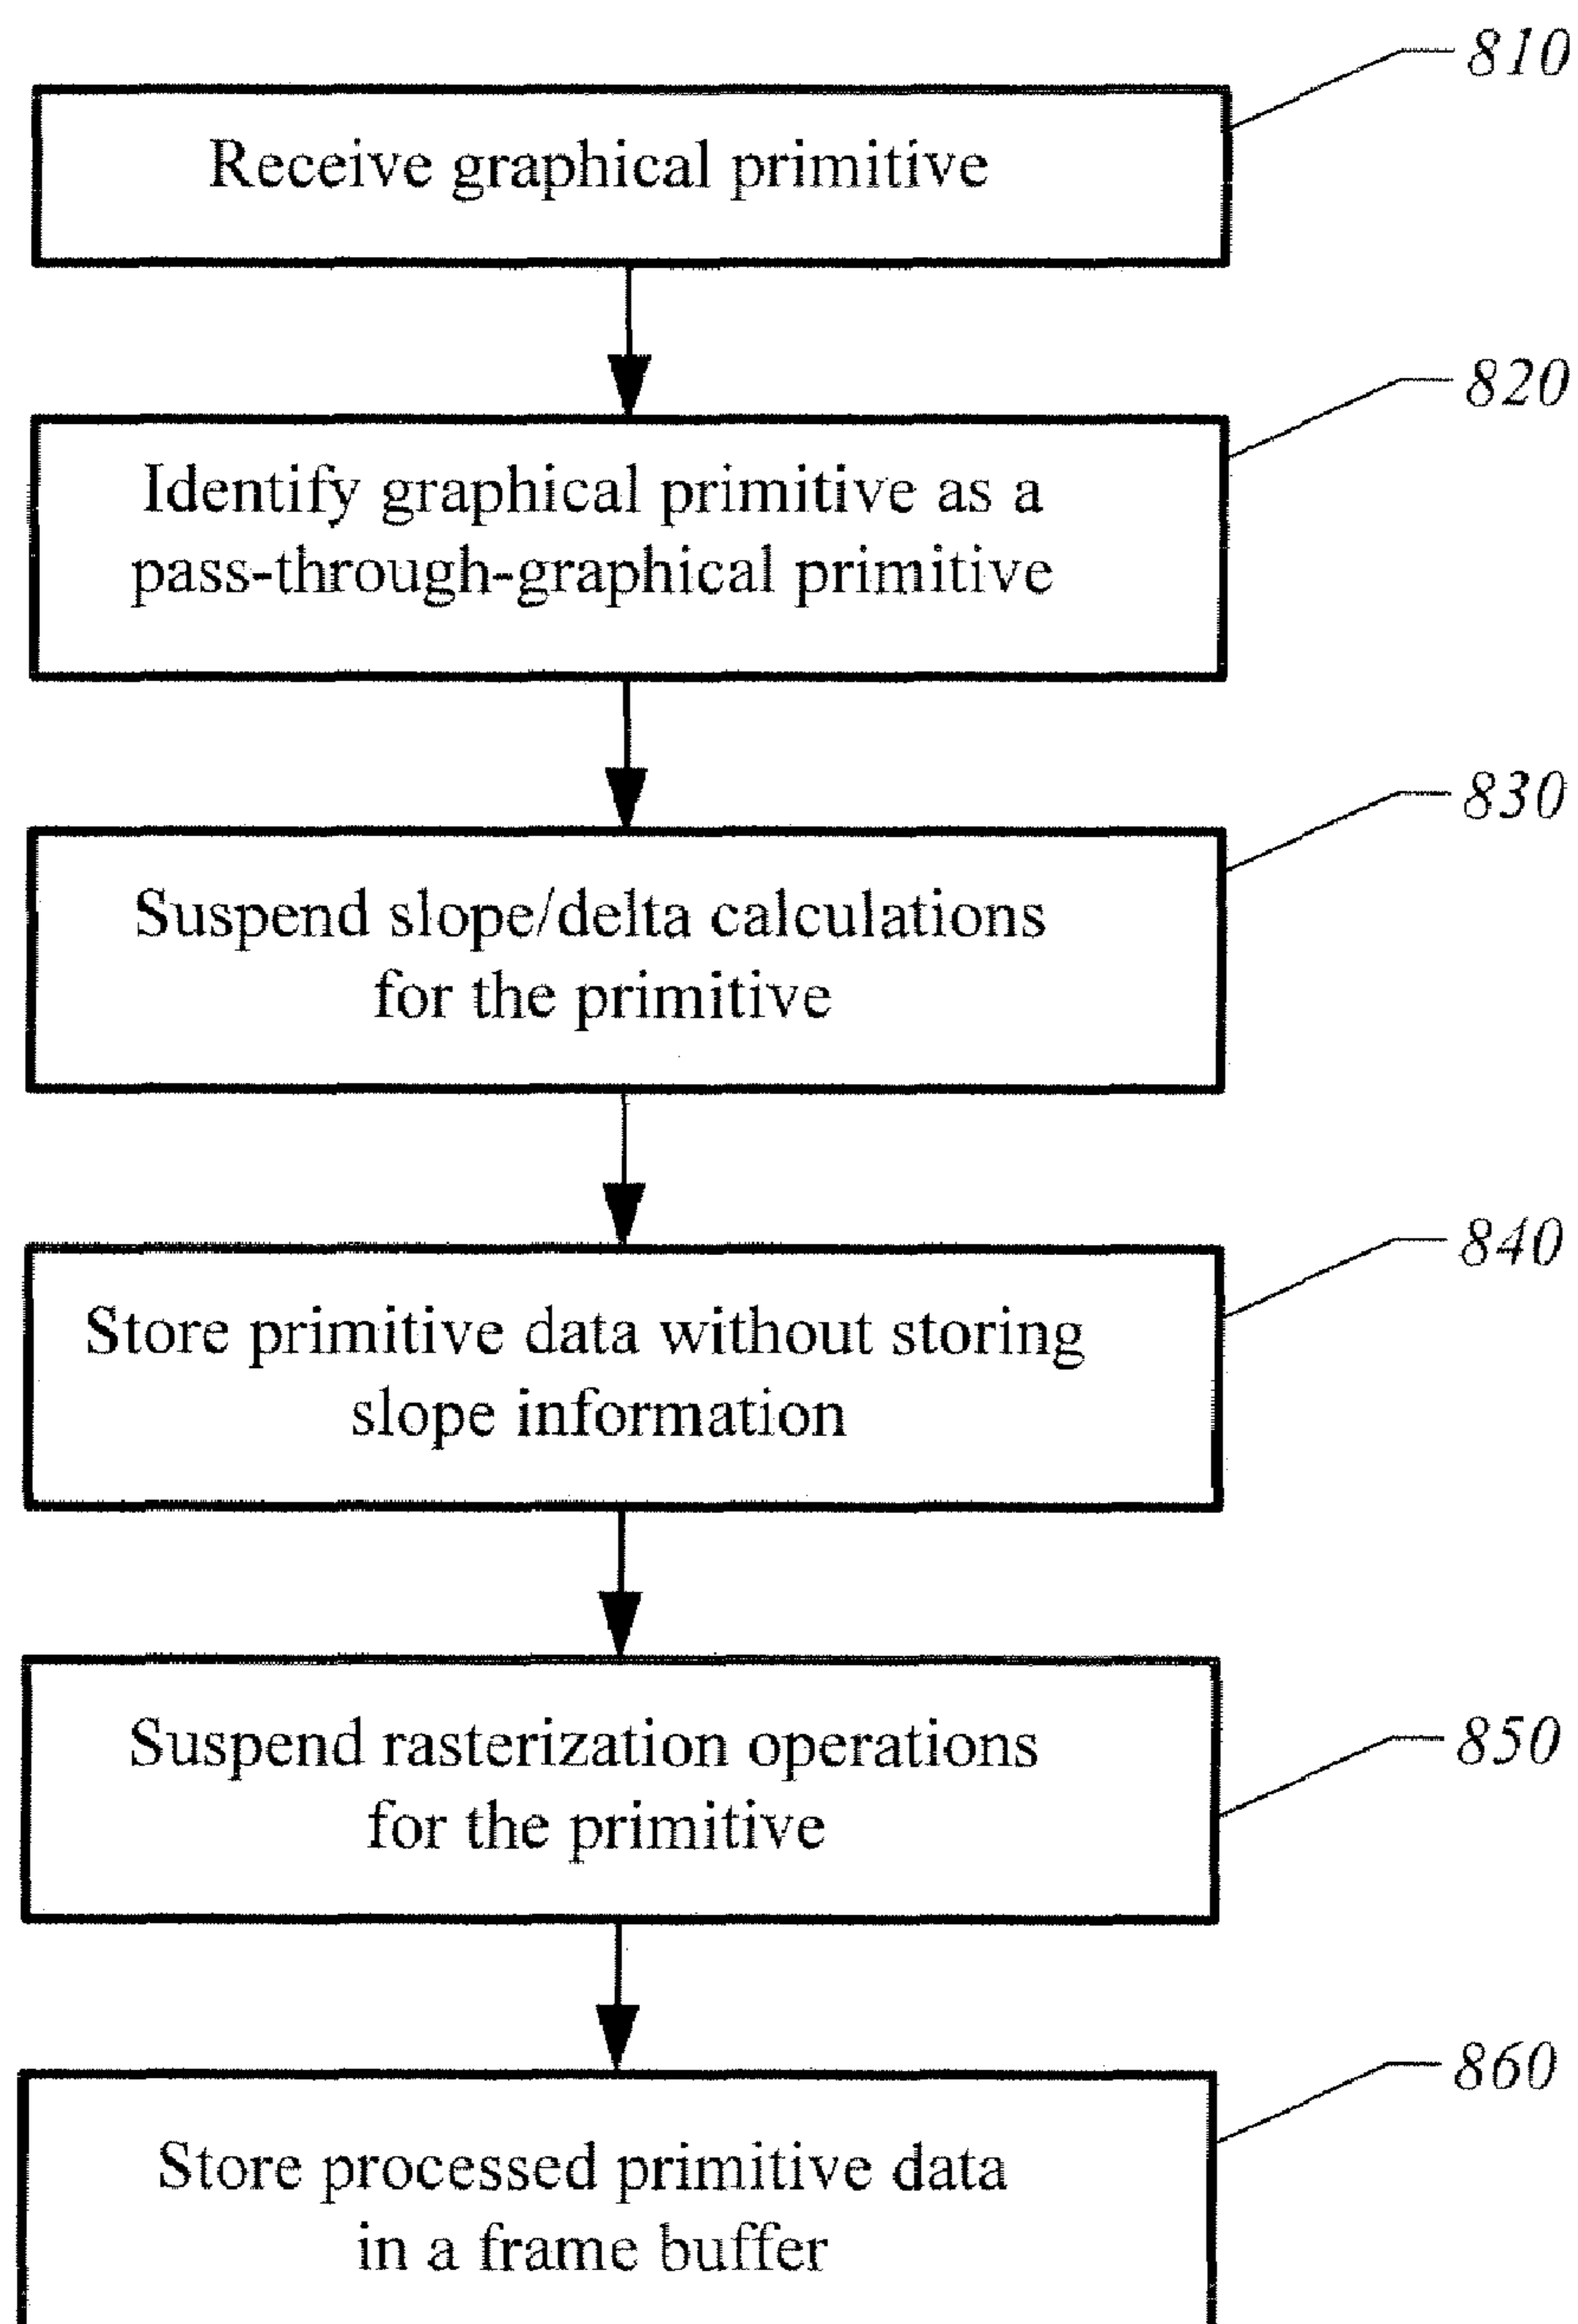 810
Receive graphical primitive
820
Identify graphical primitive as a
pass-through-graphical primitive
830
Suspend slope/delta calculations
for the primitive
840
Store primitive data without storing
slope information
850
Suspend rasterization operations
for the primitive
860
Store processed primitive data
in a frame buffer